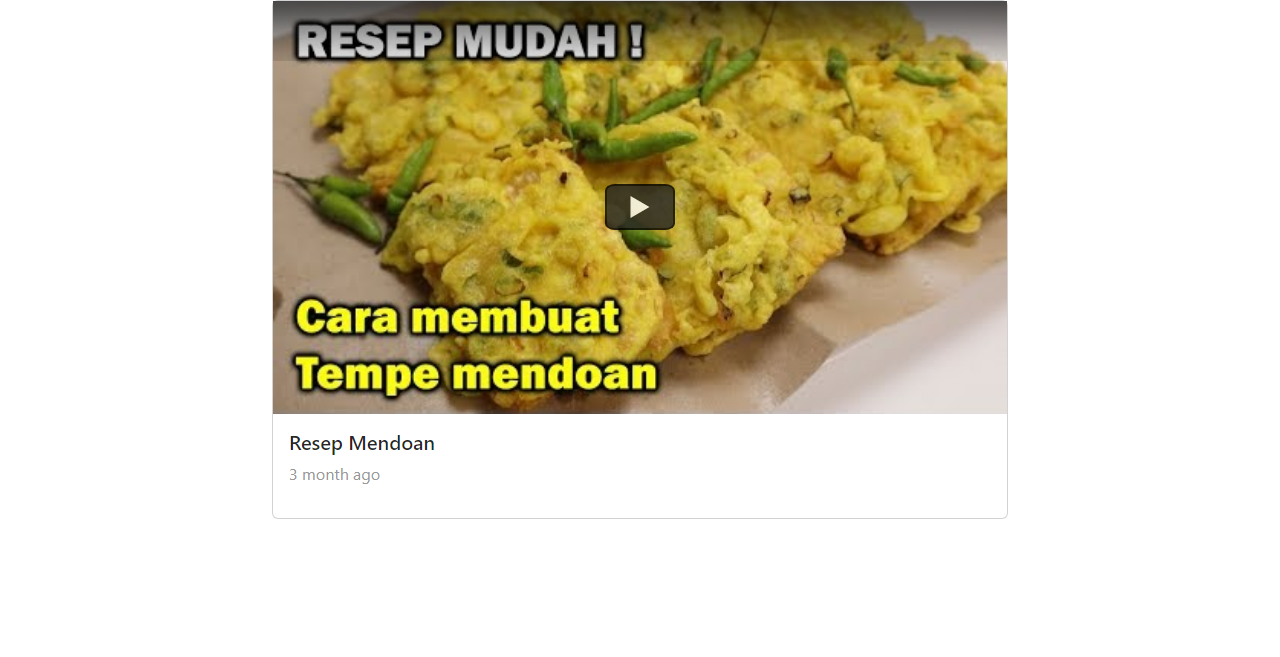 RESEP MUDAH !
Cara membuat
Tempe mendoan
Resep Mendoan
3 month ago